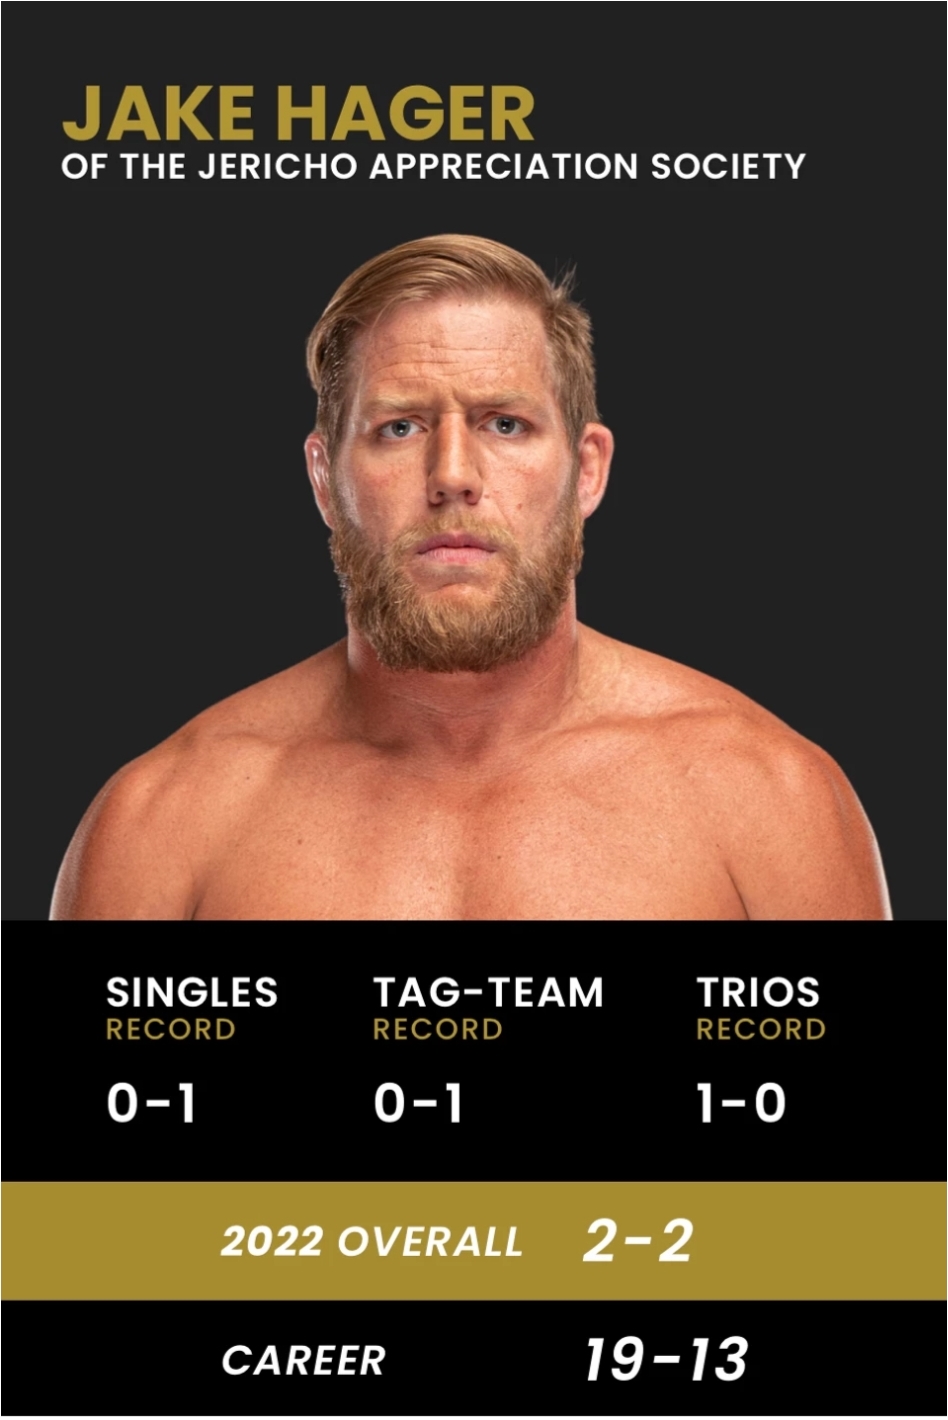 JAKE HAGER
OF THE JERICHO APPRECIATION SOCIETY
SINGLES TAG-TEAM TRIOS
RECORD RECORD RECORD
0-1 0-1 1-0
2022 OVERALL 2-2
CAREER 19-13